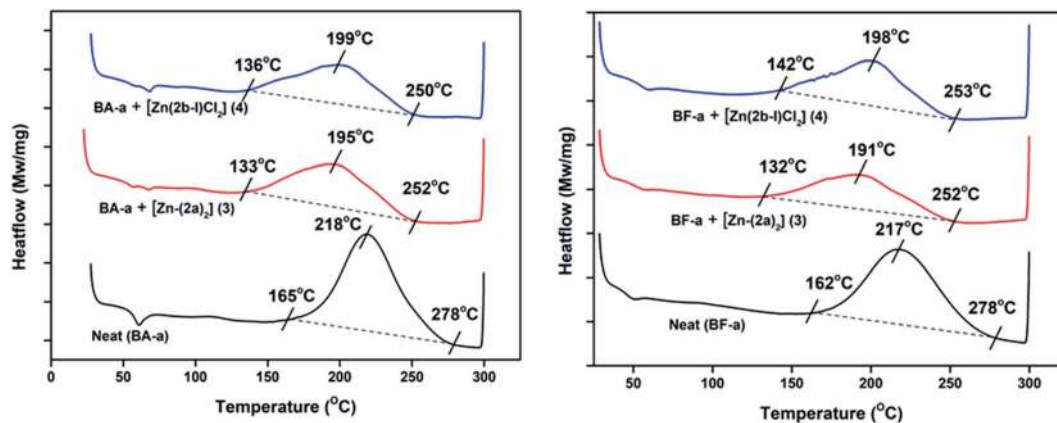 Heatflow (Mw/mg)
199°C
136°C
250°C
BA-a + [Zn(2b-I)Cl₂] (4)
195°C
133°C
252°C
BA-a + [Zn-(2a)₂] (3)
218°C
165°C
278°C
Neat (BA-a)
0 50 100 150 200 250 300
Temperature (°C)
Heatflow (Mw/mg)
198°C
142°C
253°C
BF-a + [Zn(2b-I)Cl₂] (4)
191°C
132°C
252°C
BF-a + [Zn-(2a)₂] (3)
217°C
162°C
278°C
Neat (BF-a)
50 100 150 200 250 300
Temperature (°C)